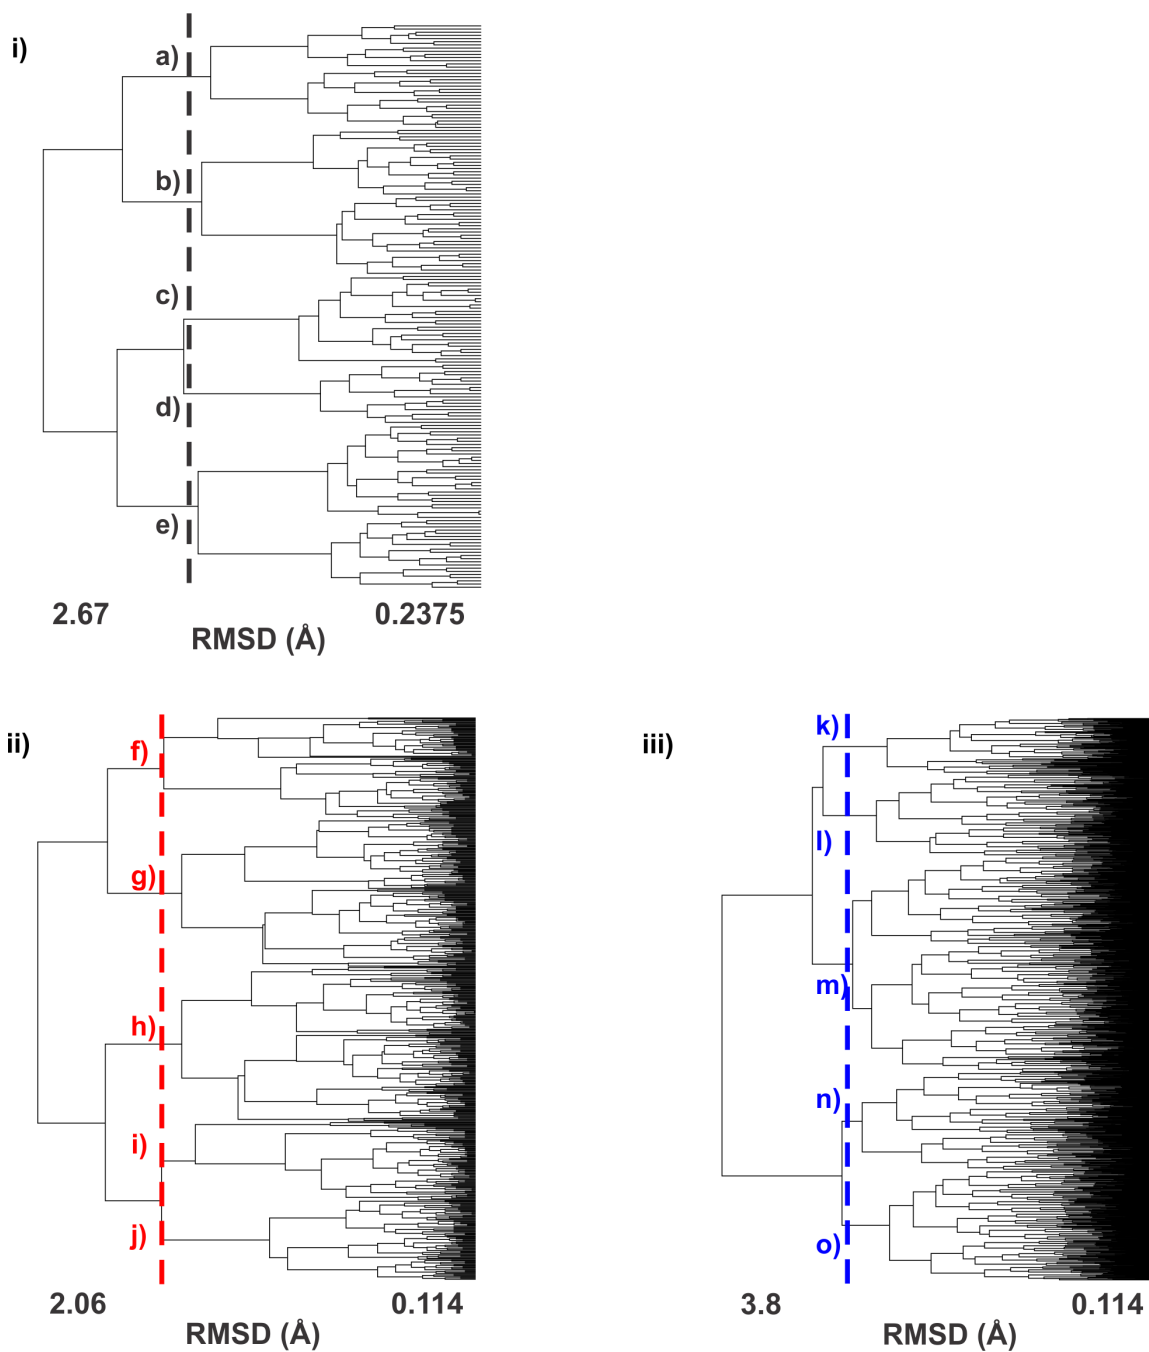 i)
a)
b)
c)
d)
e)
2.67 0.2375
RMSD (Å)
ii)
f)
g)
h)
i)
j)
2.06 0.114
RMSD (Å)
iii)
k)
l)
m)
n)
o)
3.8 0.114
RMSD (Å)